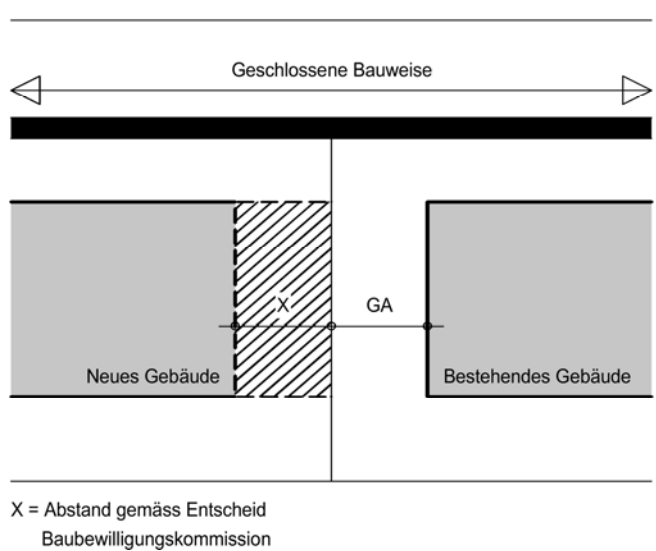 Geschlossene Bauweise
X
GA
Neues Gebäude
Bestehendes Gebäude
X = Abstand gemäss Entscheid
Baubewilligungskommission